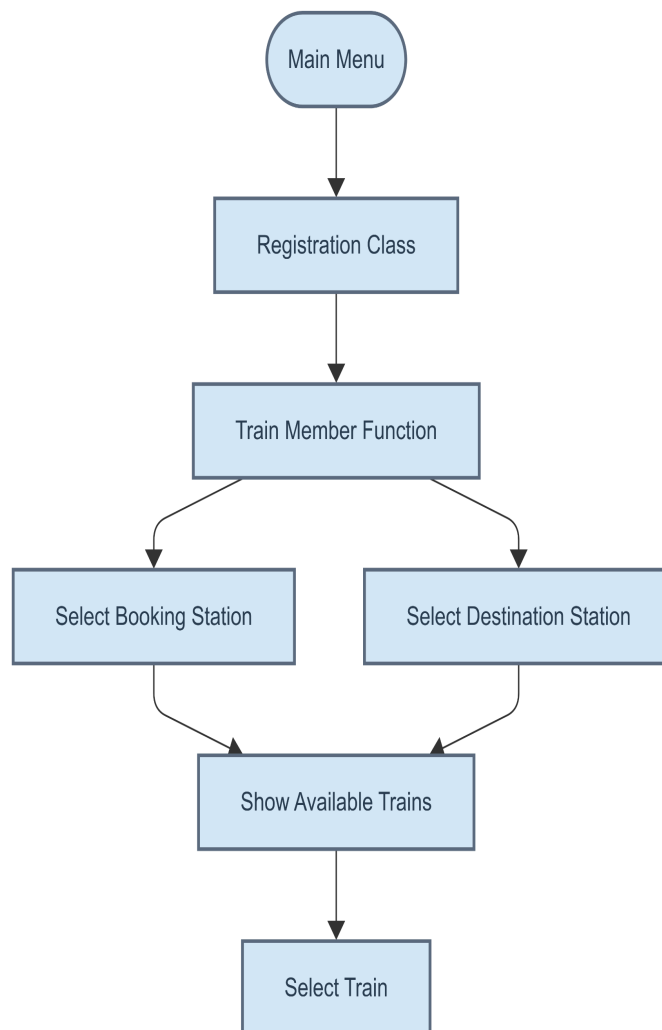 Main Menu
Registration Class
Train Member Function
Select Booking Station
Select Destination Station
Show Available Trains
Select Train